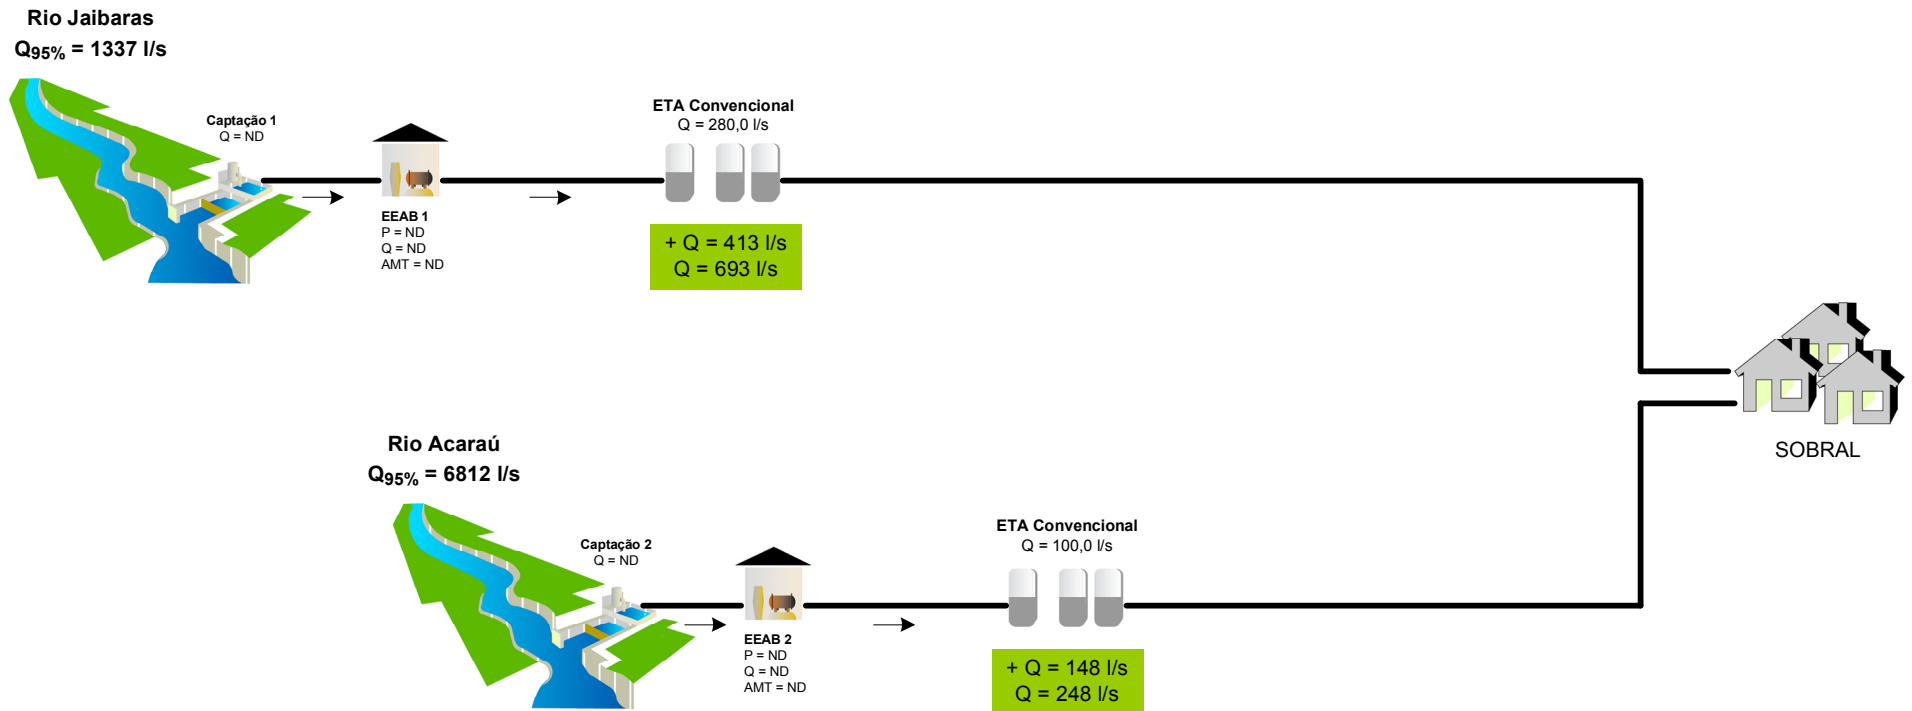 Rio Jaibaras
Q95% = 1337 l/s
Captação 1
Q = ND
EEAB 1
P = ND
Q = ND
AMT = ND
ETA Convencional
Q = 280,0 l/s
+ Q = 413 l/s
Q = 693 l/s
SOBRAL
Rio Acaraú
Q95% = 6812 l/s
Captação 2
Q = ND
EEAB 2
P = ND
Q = ND
AMT = ND
ETA Convencional
Q = 100,0 l/s
+ Q = 148 l/s
Q = 248 l/s